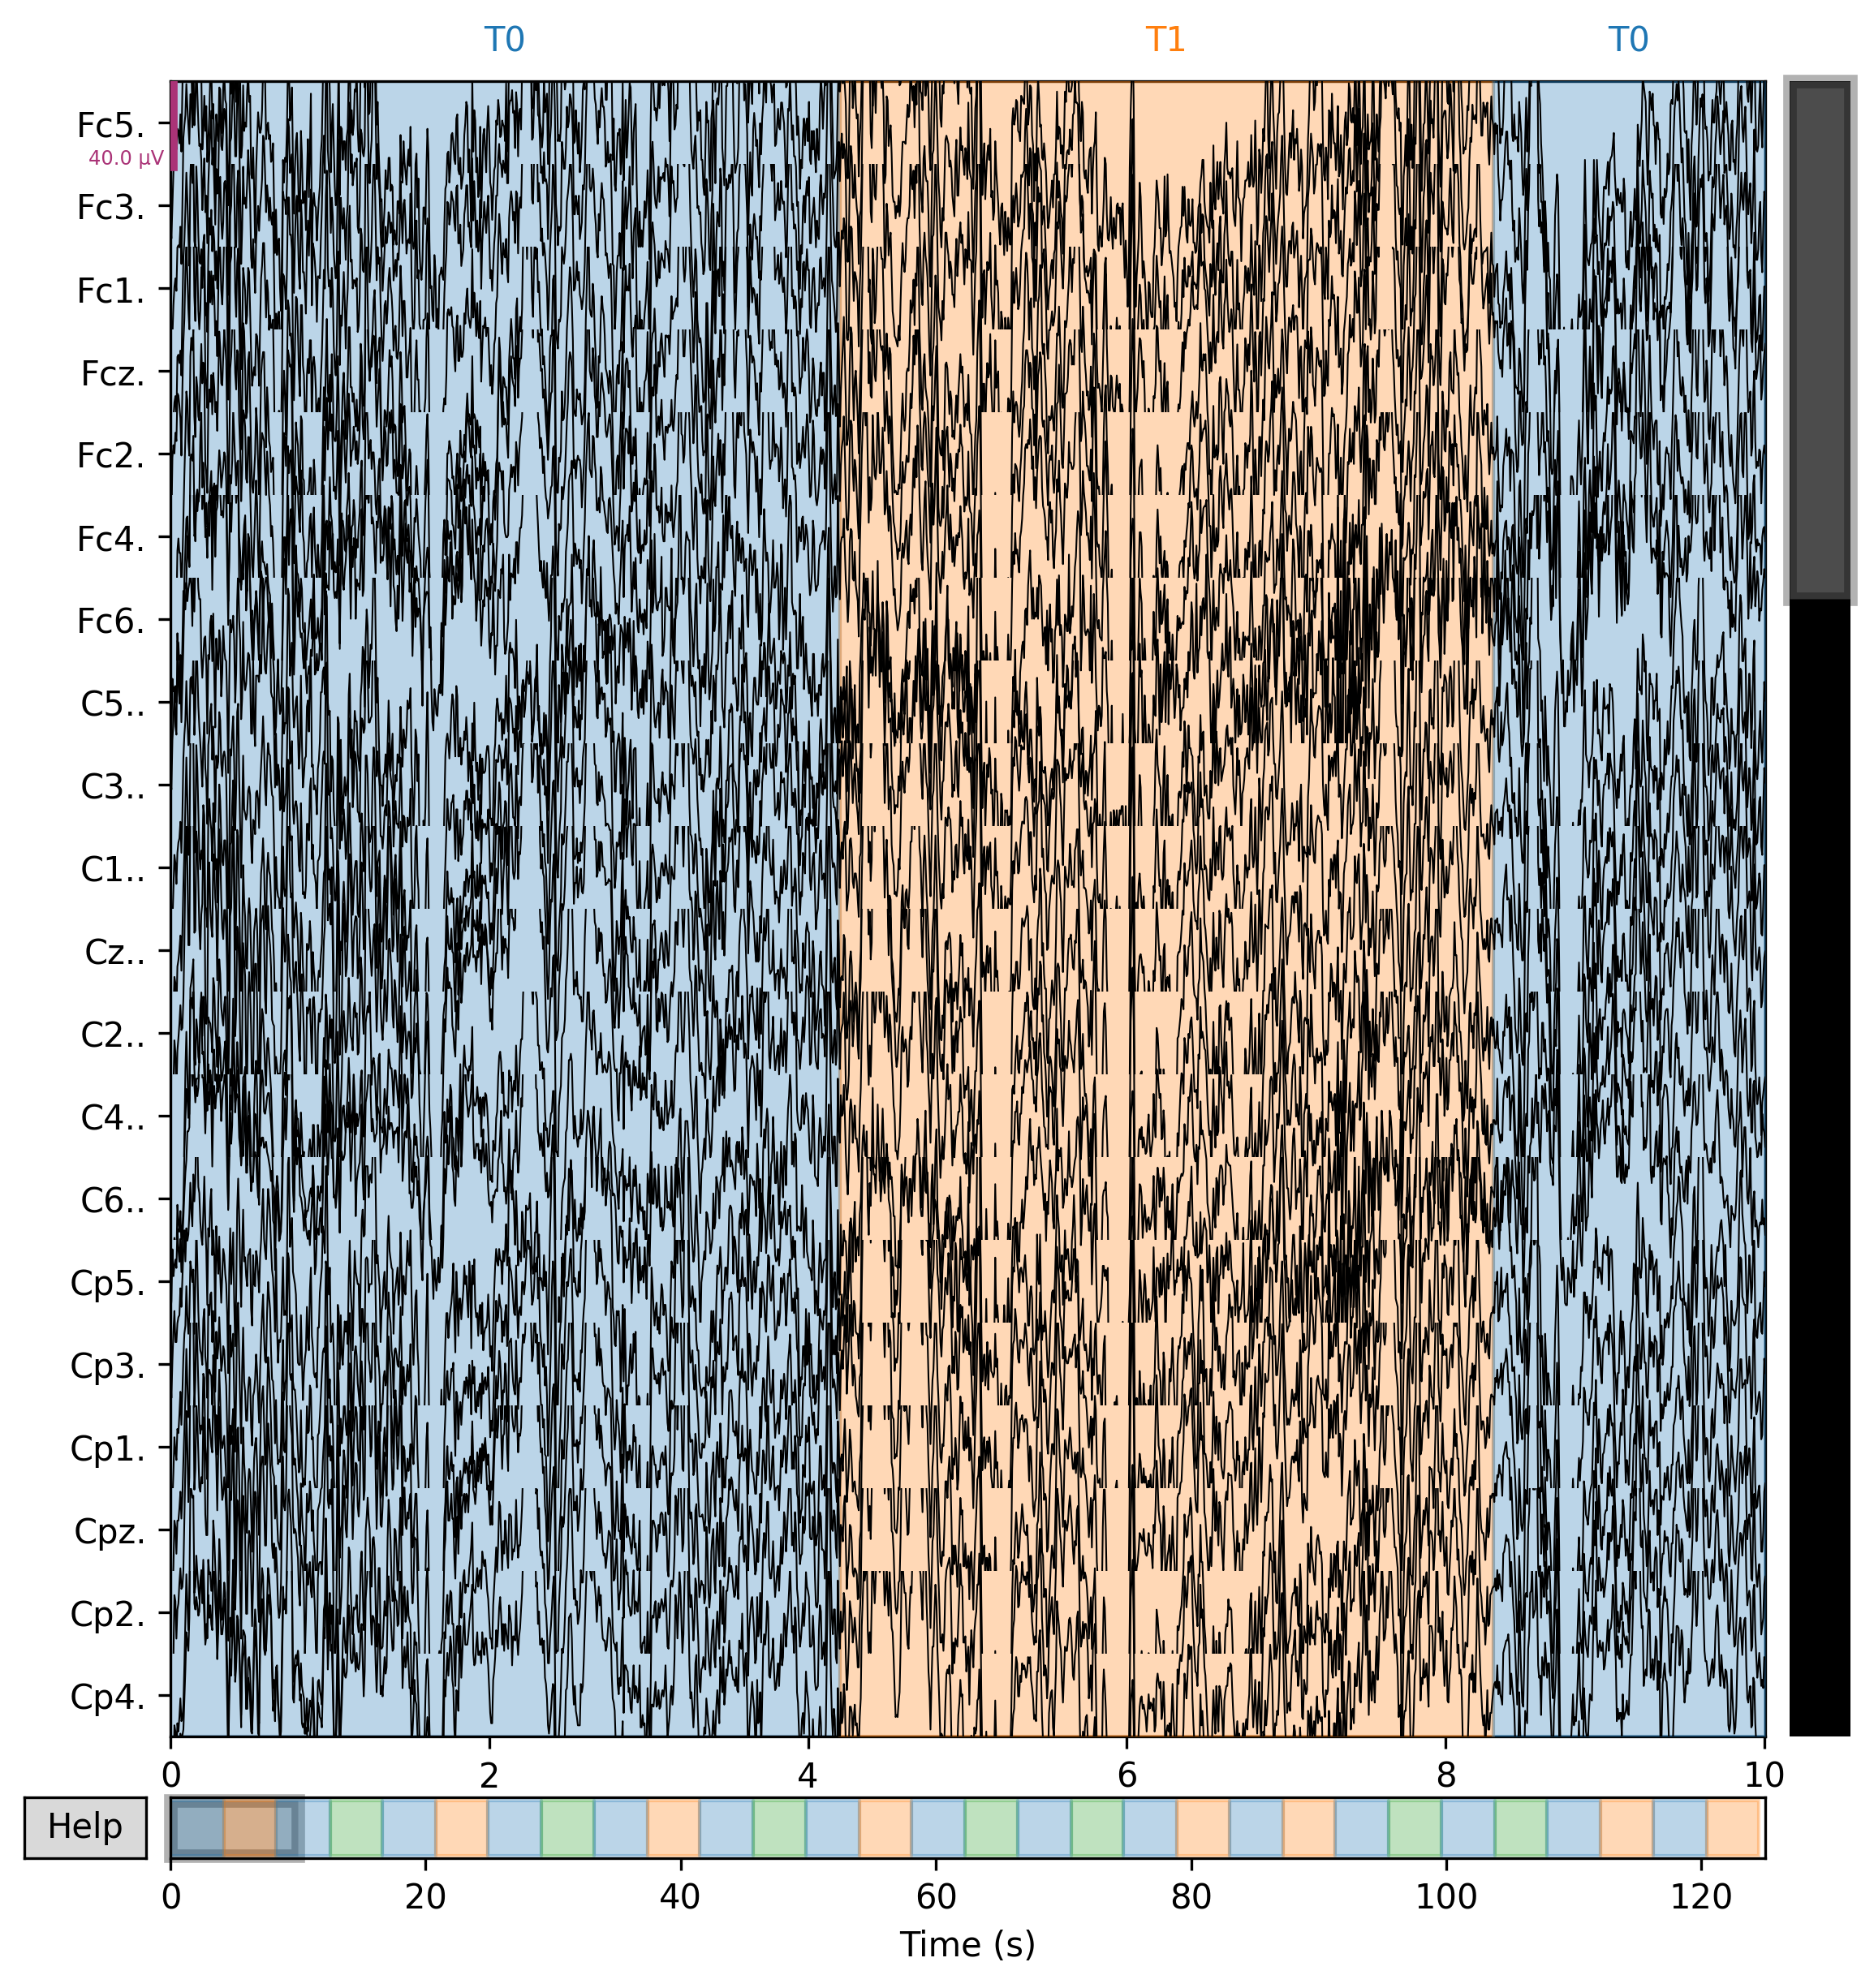 T0 T1 T0
Fc5.
40.0 µV
Fc3.
Fc1.
Fcz.
Fc2.
Fc4.
Fc6.
C5..
C3..
C1..
Cz..
C2..
C4..
C6..
Cp5.
Cp3.
Cp1.
Cpz.
Cp2.
Cp4.
0 2 4 6 8 10
Help
0 20 40 60 80 100 120
Time (s)